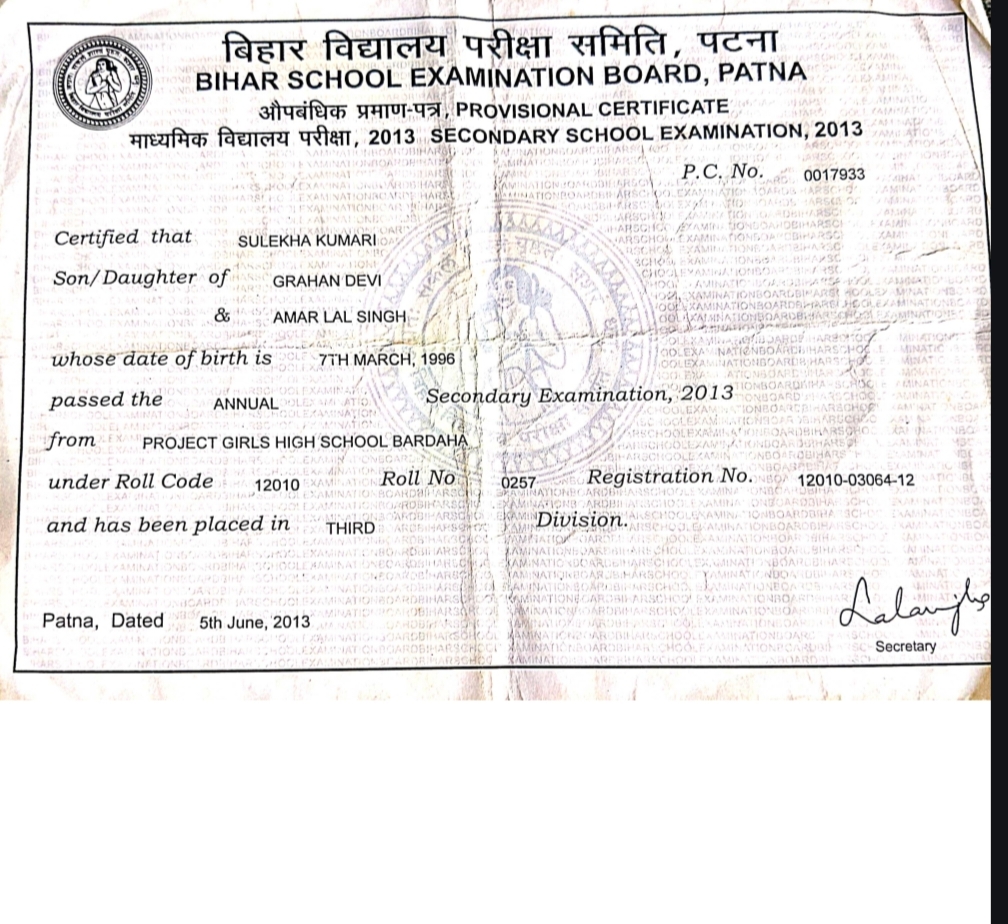 बिहार विद्यालय परीक्षा समिति, पटना
BIHAR SCHOOL EXAMINATION BOARD, PATNA
औपबंधिक प्रमाण-पत्र, PROVISIONAL CERTIFICATE
माध्यमिक विद्यालय परीक्षा, 2013 SECONDARY SCHOOL EXAMINATION, 2013
P.C. No. 0017933
Certified that SULEKHA KUMARI
Son/Daughter of GRAHAN DEVI
& AMAR LAL SINGH
whose date of birth is 7TH MARCH, 1996
passed the ANNUAL Secondary Examination, 2013
from PROJECT GIRLS HIGH SCHOOL BARDAHA
under Roll Code 12010 Roll No 0257 Registration No. 12010-03064-12
and has been placed in THIRD Division.
Patna, Dated 5th June, 2013
Secretary